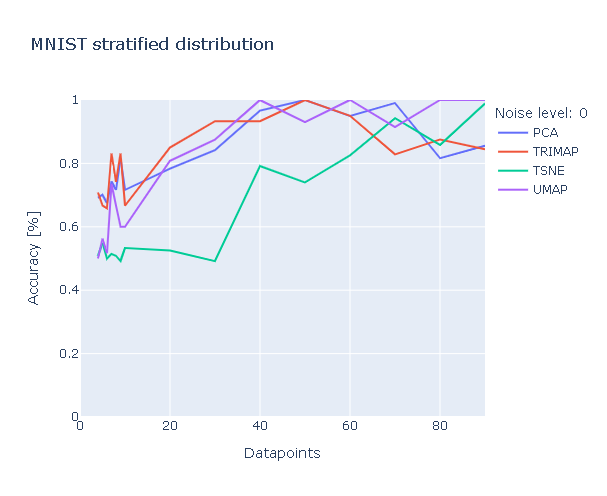 MNIST stratified distribution
Noise level: 0
PCA
TRIMAP
TSNE
UMAP
Accuracy [%]
1
0.8
0.6
0.4
0.2
0
0
20
40
60
80
Datapoints